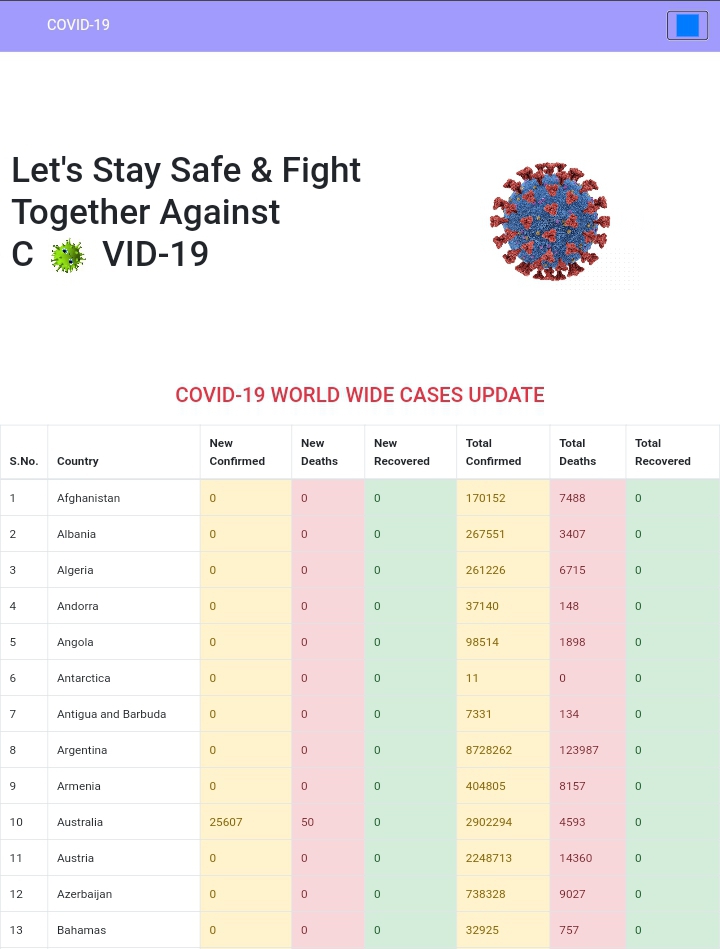 COVID-19
Let's Stay Safe & Fight
Together Against
C VID-19
COVID-19 WORLD WIDE CASES UPDATE
S.No. Country New Confirmed New Deaths New Recovered Total Confirmed Total Deaths Total Recovered
1 Afghanistan 0 0 0 170152 7488 0
2 Albania 0 0 0 267551 3407 0
3 Algeria 0 0 0 261226 6715 0
4 Andorra 0 0 0 37140 148 0
5 Angola 0 0 0 98514 1898 0
6 Antarctica 0 0 0 11 0 0
7 Antigua and Barbuda 0 0 0 7331 134 0
8 Argentina 0 0 0 8728262 123987 0
9 Armenia 0 0 0 404805 8157 0
10 Australia 25607 50 0 2902294 4593 0
11 Austria 0 0 0 2248713 14360 0
12 Azerbaijan 0 0 0 738328 9027 0
13 Bahamas 0 0 0 32925 757 0